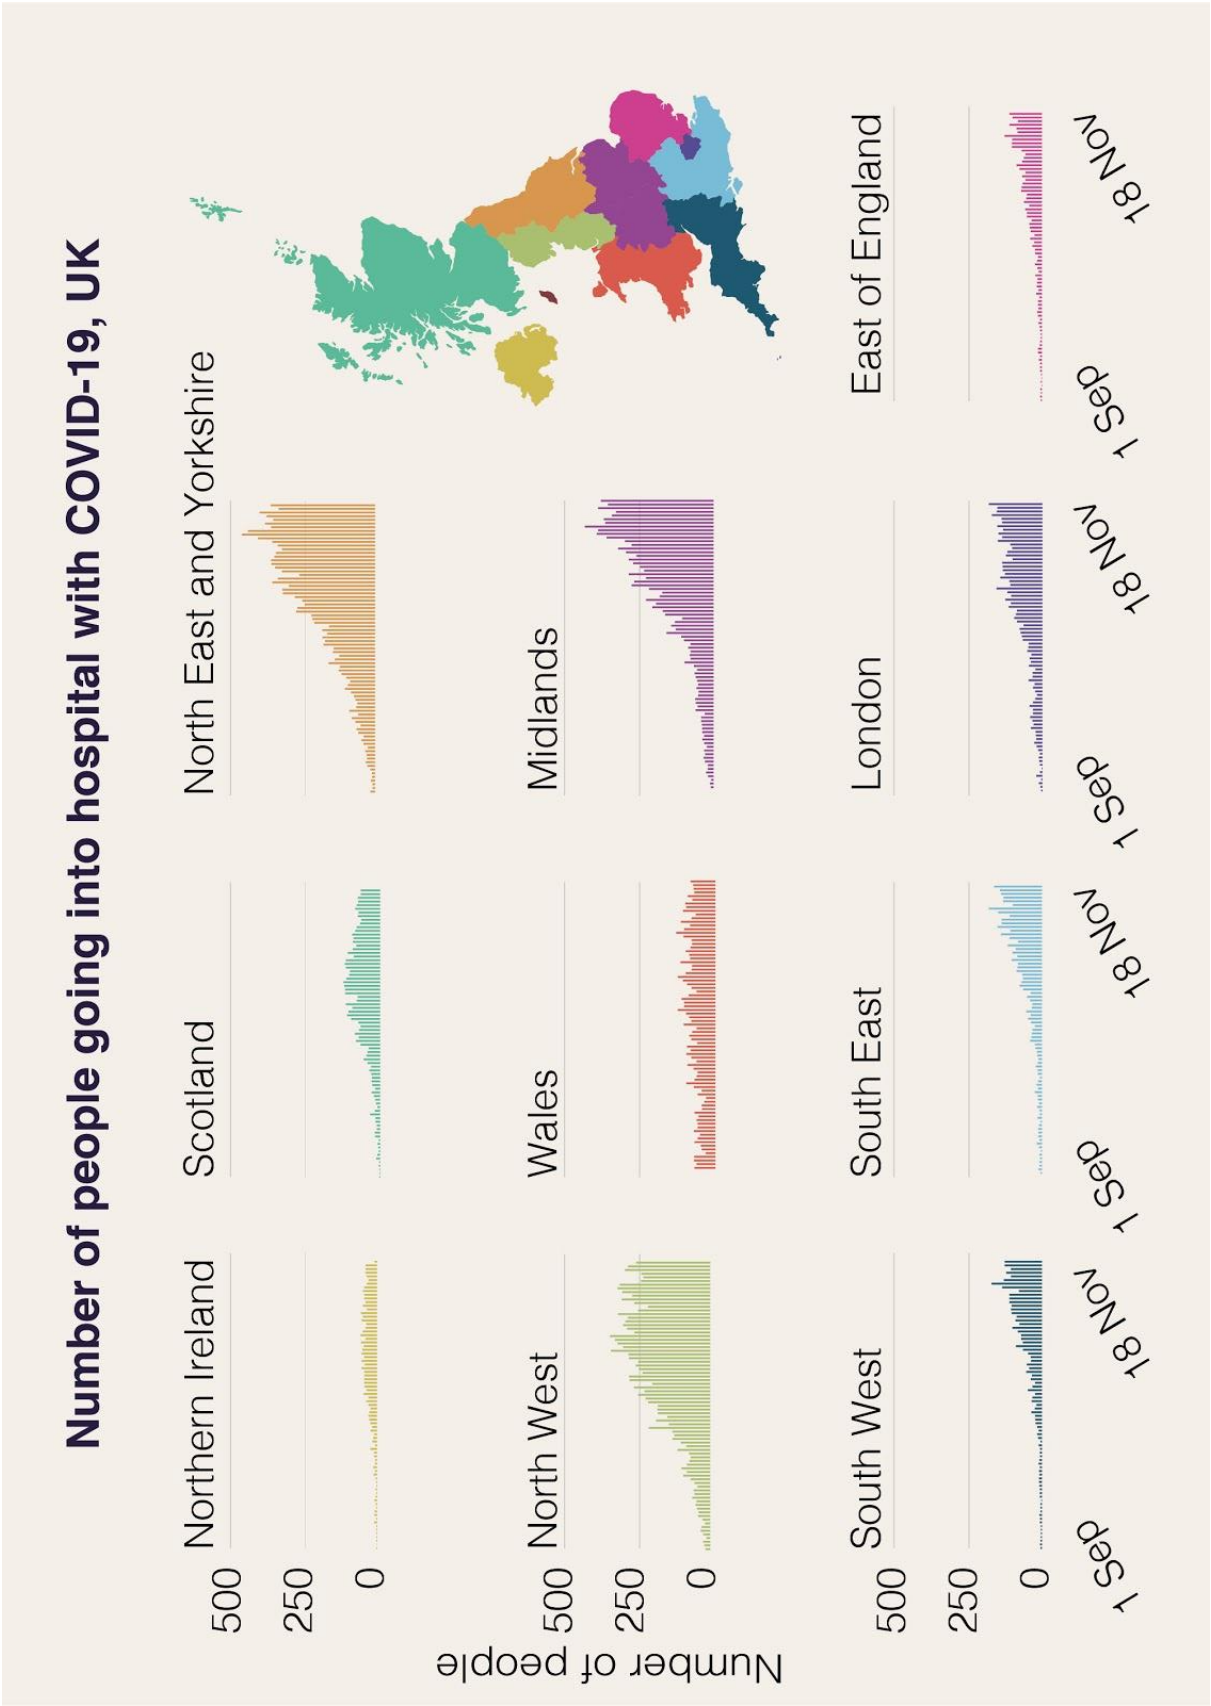 Number of people going into hospital with COVID-19, UK
Number of people
Northern Ireland
Scotland
North East and Yorkshire
500
250
0
North West
Wales
Midlands
500
250
0
South West
South East
London
East of England
500
250
0
1 Sep
18 Nov
1 Sep
18 Nov
1 Sep
18 Nov
1 Sep
18 Nov